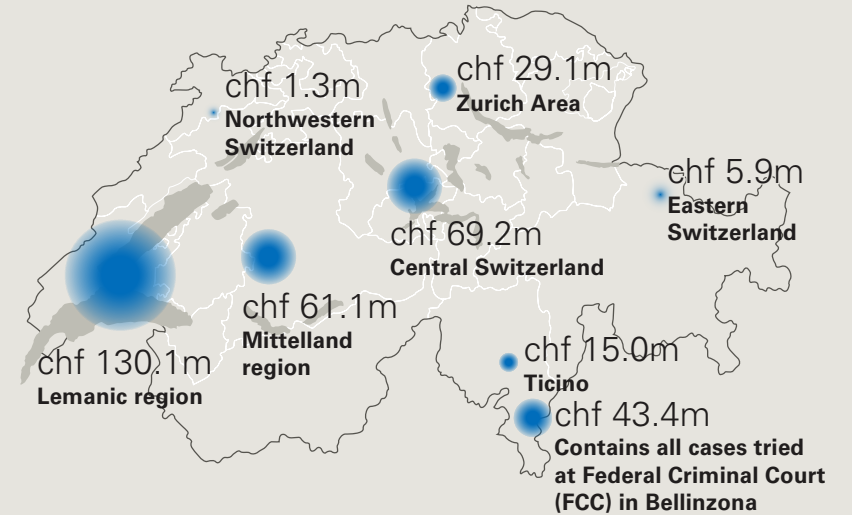 chf 29.1m
Zurich Area
chf 1.3m
Northwestern
Switzerland
chf 5.9m
Eastern
Switzerland
chf 69.2m
Central Switzerland
chf 61.1m
Mittelland
region
chf 130.1m
Lemanic region
chf 15.0m
Ticino
chf 43.4m
Contains all cases tried
at Federal Criminal Court
(FCC) in Bellinzona